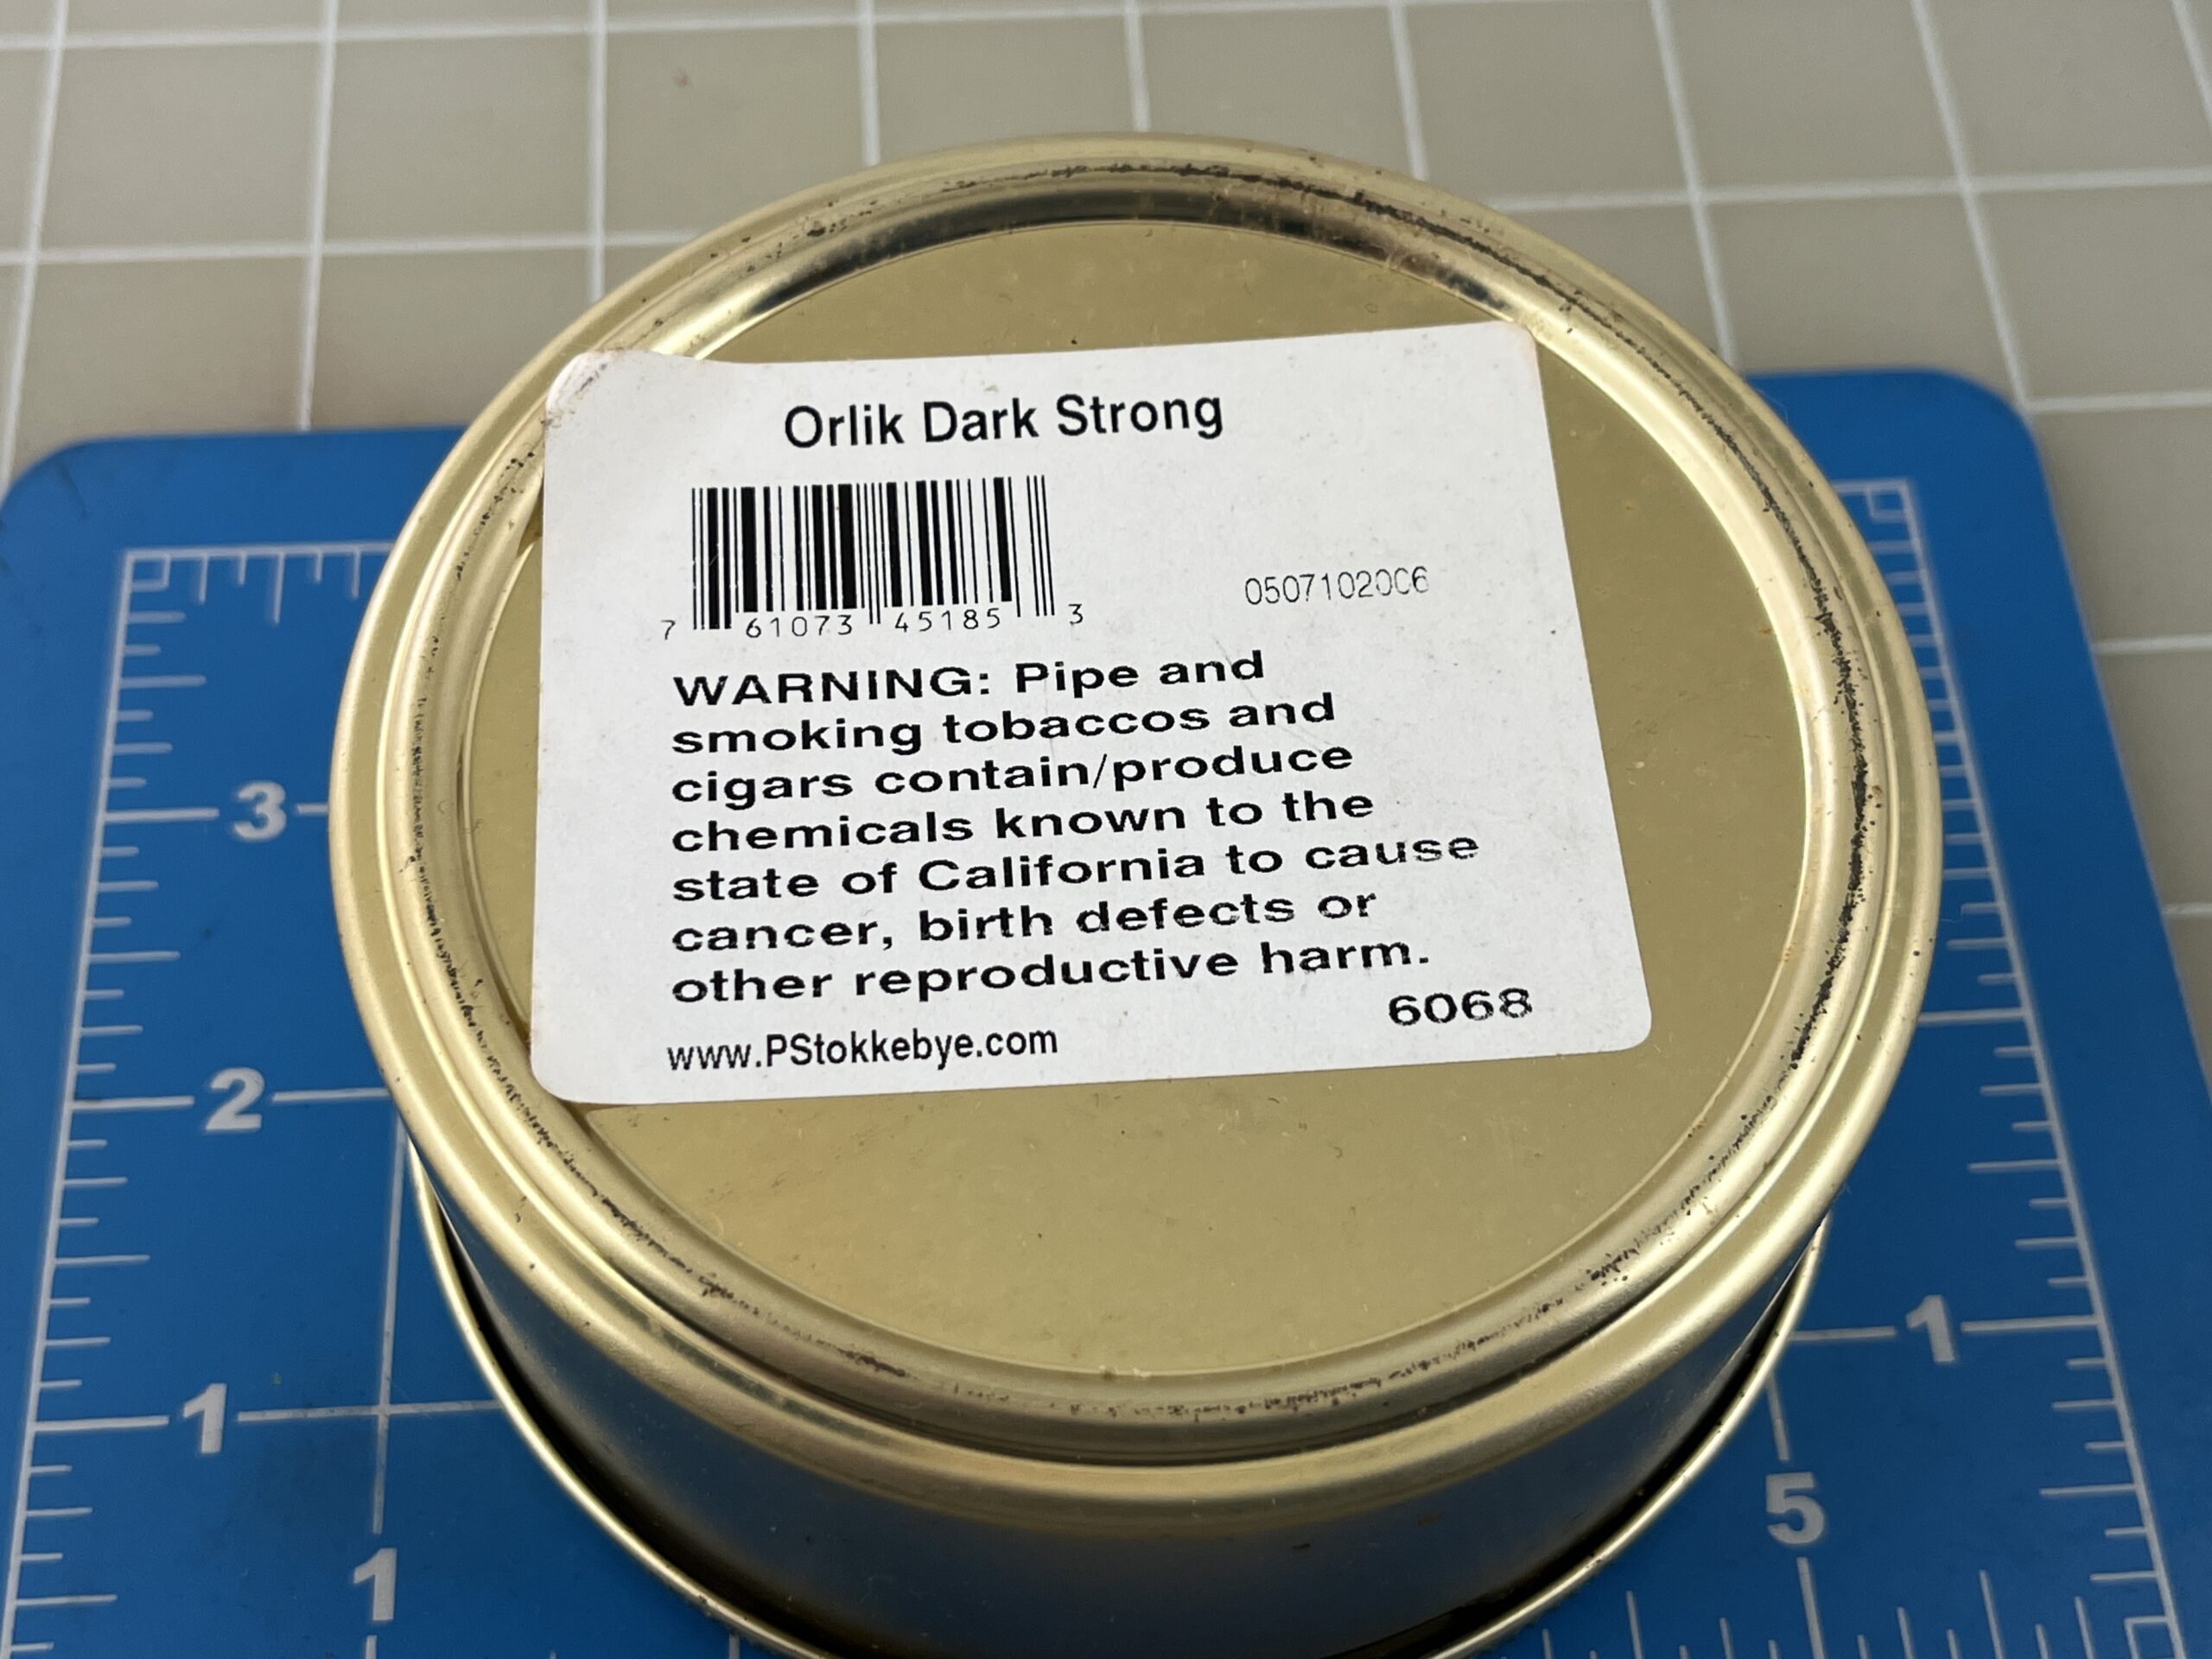 Orlik Dark Strong
7 61073 45185 3
0507102006
WARNING: Pipe and
smoking tobaccos and
cigars contain/produce
chemicals known to the
state of California to cause
cancer, birth defects or
other reproductive harm.
6068
www.PStokkebye.com
3
2
1
1
1
5